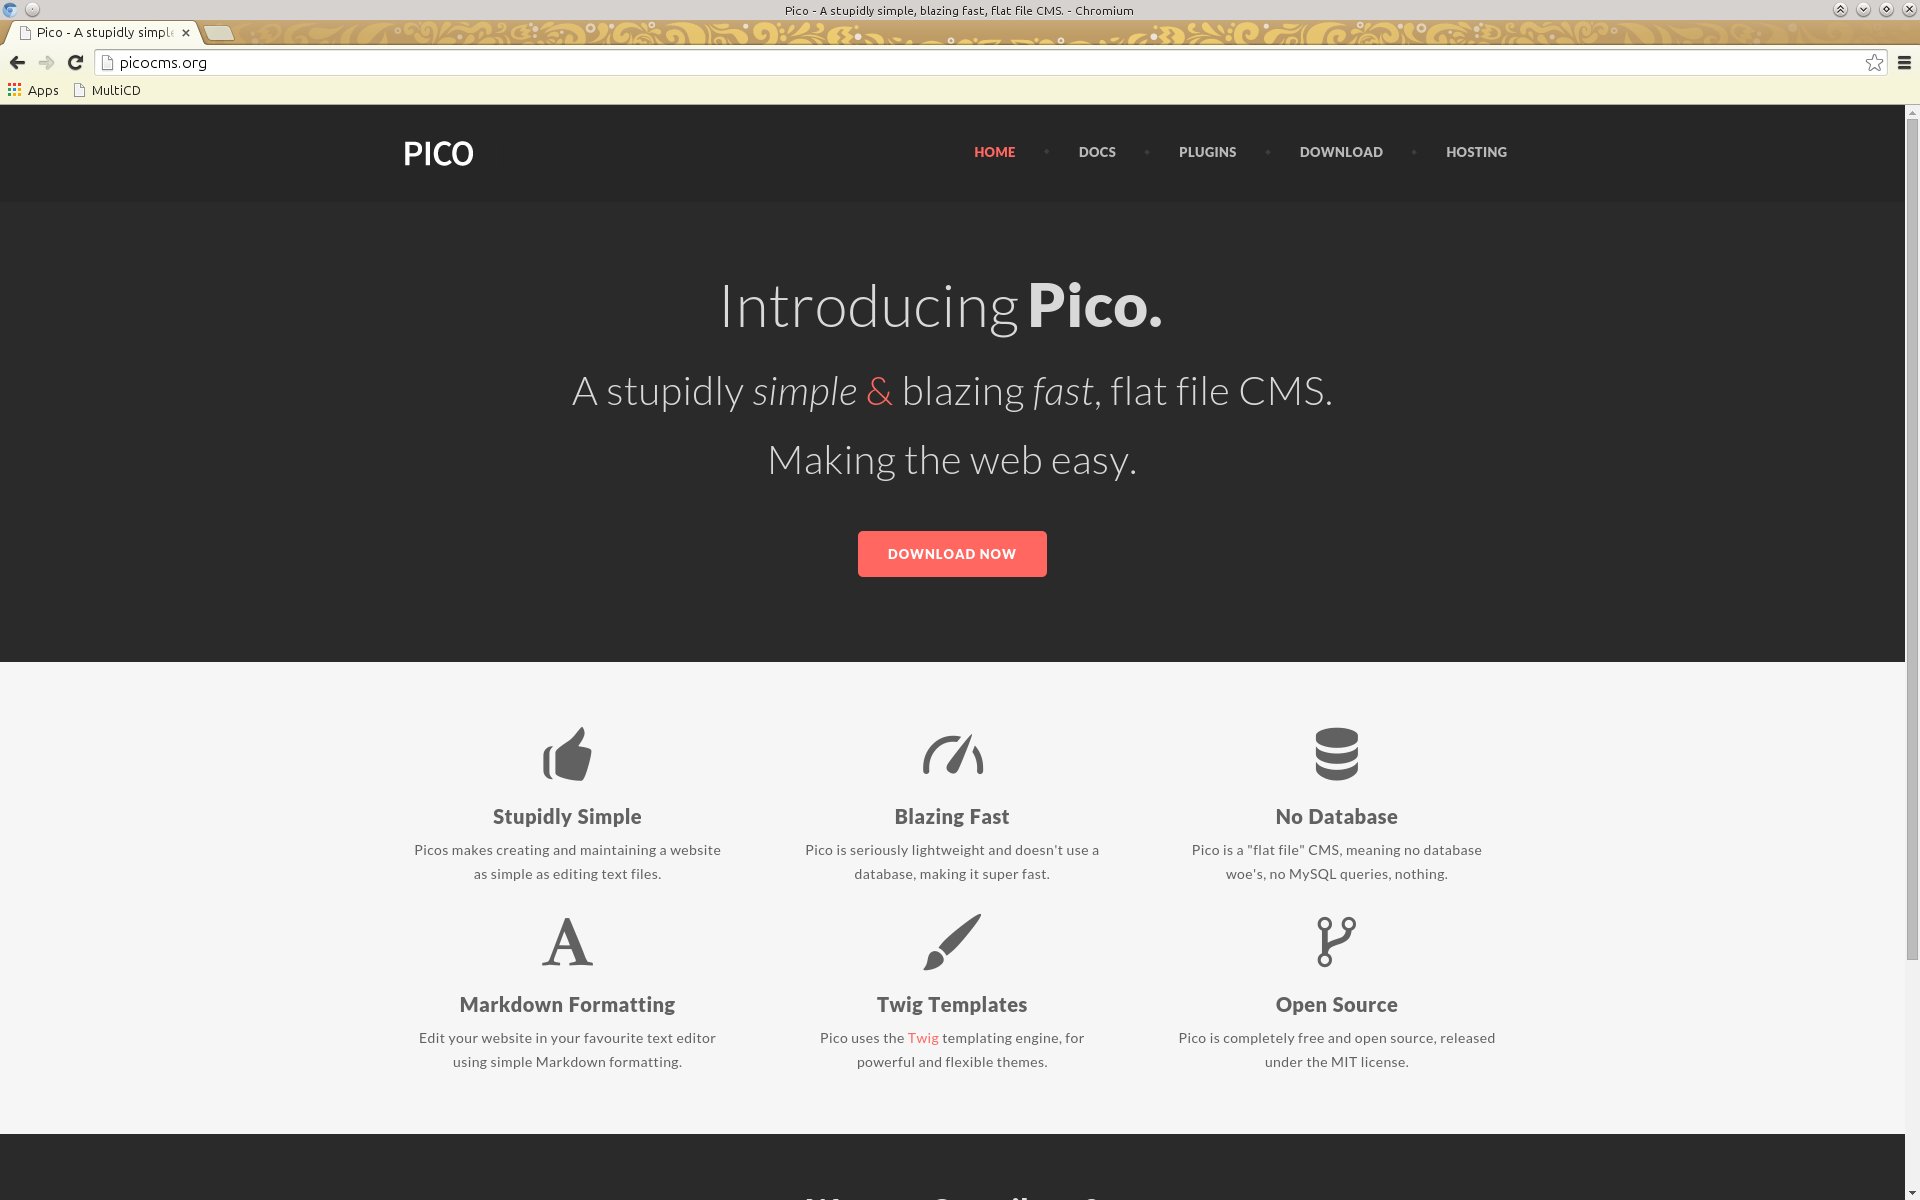 Pico - A stupidly simple, blazing fast, flat file CMS. - Chromium
Pico - A stupidly simple
picocms.org
Apps MultiCD
PICO HOME DOCS PLUGINS DOWNLOAD HOSTING
Introducing Pico.
A stupidly simple & blazing fast, flat file CMS.
Making the web easy.
DOWNLOAD NOW
Stupidly Simple
Picos makes creating and maintaining a website
as simple as editing text files.
Blazing Fast
Pico is seriously lightweight and doesn't use a
database, making it super fast.
No Database
Pico is a "flat file" CMS, meaning no database
woe's, no MySQL queries, nothing.
Markdown Formatting
Edit your website in your favourite text editor
using simple Markdown formatting.
Twig Templates
Pico uses the Twig templating engine, for
powerful and flexible themes.
Open Source
Pico is completely free and open source, released
under the MIT license.